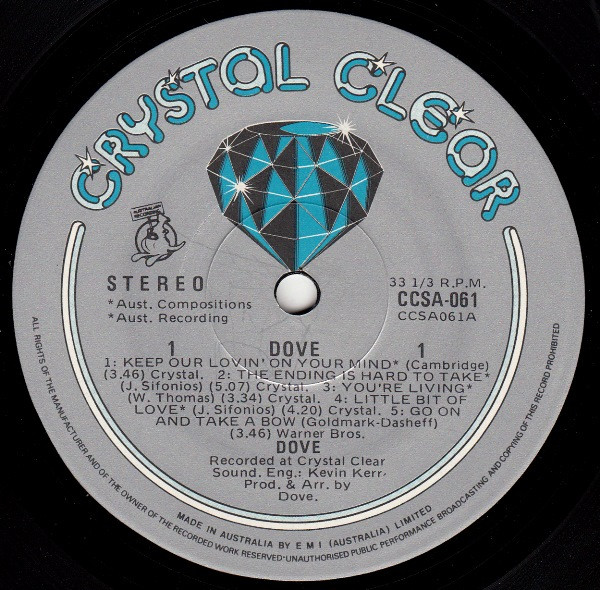 CRYSTAL CLEAR
AUSTRALIAN
RECORDING
STEREO
*Aust. Compositions
*Aust. Recording
33 1/3 R.P.M.
CCSA-061
CCSA061A
1 DOVE 1
1: KEEP OUR LOVIN' ON YOUR MIND* (Cambridge)
(3.46) Crystal. 2: THE ENDING IS HARD TO TAKE*
(J. Sifonios) (5.07) Crystal. 3: YOU'RE LIVING*
(W. Thomas) (3.34) Crystal. 4: LITTLE BIT OF
LOVE* (J. Sifonios) (4.20) Crystal. 5: GO ON
AND TAKE A BOW (Goldmark-Dasheff)
(3.46) Warner Bros.
DOVE
Recorded at Crystal Clear
Sound. Eng.: Kevin Kerr.
Prod. & Arr. by
Dove.
MADE IN AUSTRALIA BY E M I (AUSTRALIA) LIMITED
ALL RIGHTS OF THE MANUFACTURER AND OF THE OWNER OF THE RECORDED WORK RESERVED·UNAUTHORISED PUBLIC PERFORMANCE BROADCASTING AND COPYING OF THIS RECORD PROHIBITED